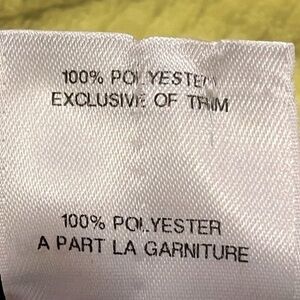 100% POLYESTER
EXCLUSIVE OF TRIM
100% POLYESTER
A PART LA GARNITURE